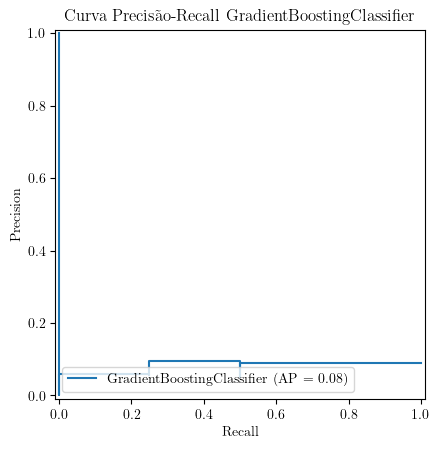 Curva Precisão-Recall GradientBoostingClassifier
1.0
0.8
0.6
0.4
0.2
0.0
Precision
GradientBoostingClassifier (AP = 0.08)
0.0 0.2 0.4 0.6 0.8 1.0
Recall